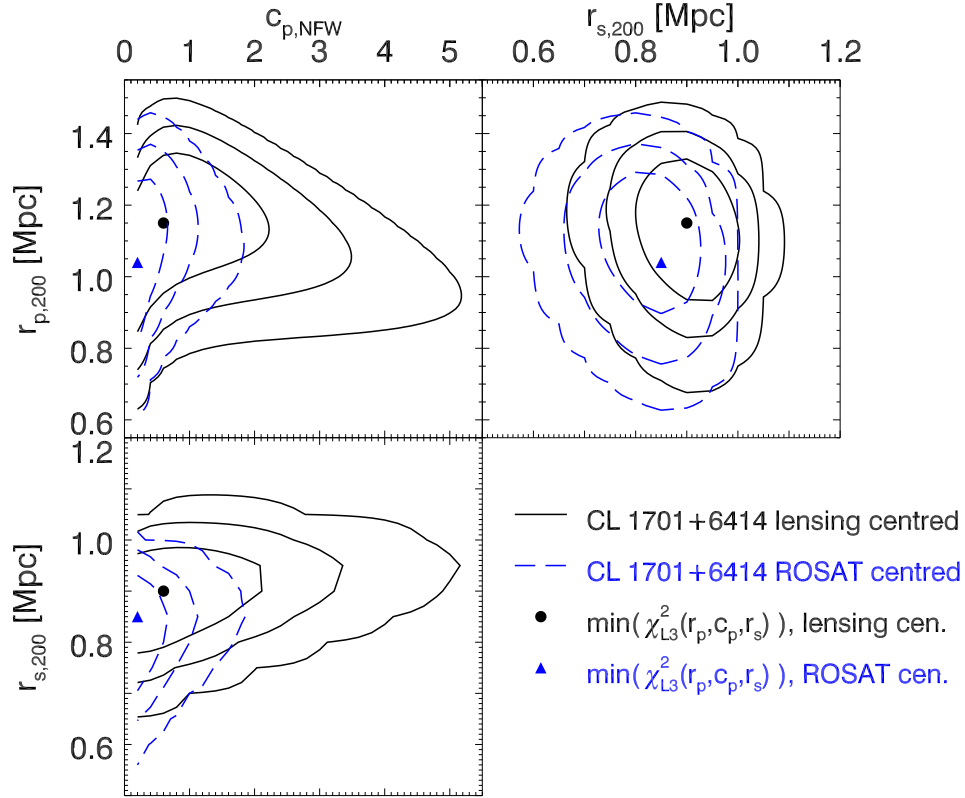 c_p,NFW
r_s,200 [Mpc]
0 1 2 3 4 5 0.6 0.8 1.0 1.2
1.4
1.2
1.0
0.8
0.6
r_p,200 [Mpc]
1.2
1.0
0.8
0.6
r_s,200 [Mpc]
CL 1701+6414 lensing centred
CL 1701+6414 ROSAT centred
min( χ²_L3(r_p,c_p,r_s) ), lensing cen.
min( χ²_L3(r_p,c_p,r_s) ), ROSAT cen.